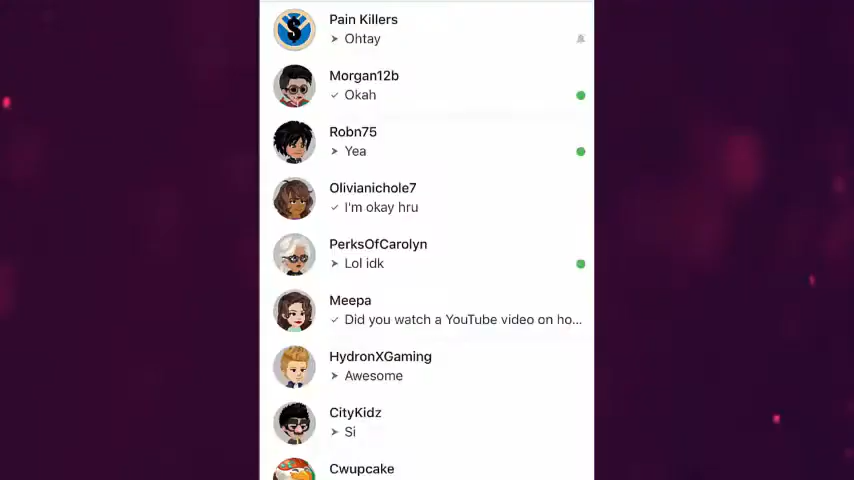 Pain Killers
Ohtay
Morgan12b
Okah
Robn75
Yea
Olivianichole7
I'm okay hru
PerksOfCarolyn
Lol idk
Meepa
Did you watch a YouTube video on ho...
HydronXGaming
Awesome
CityKidz
Si
Cwupcake